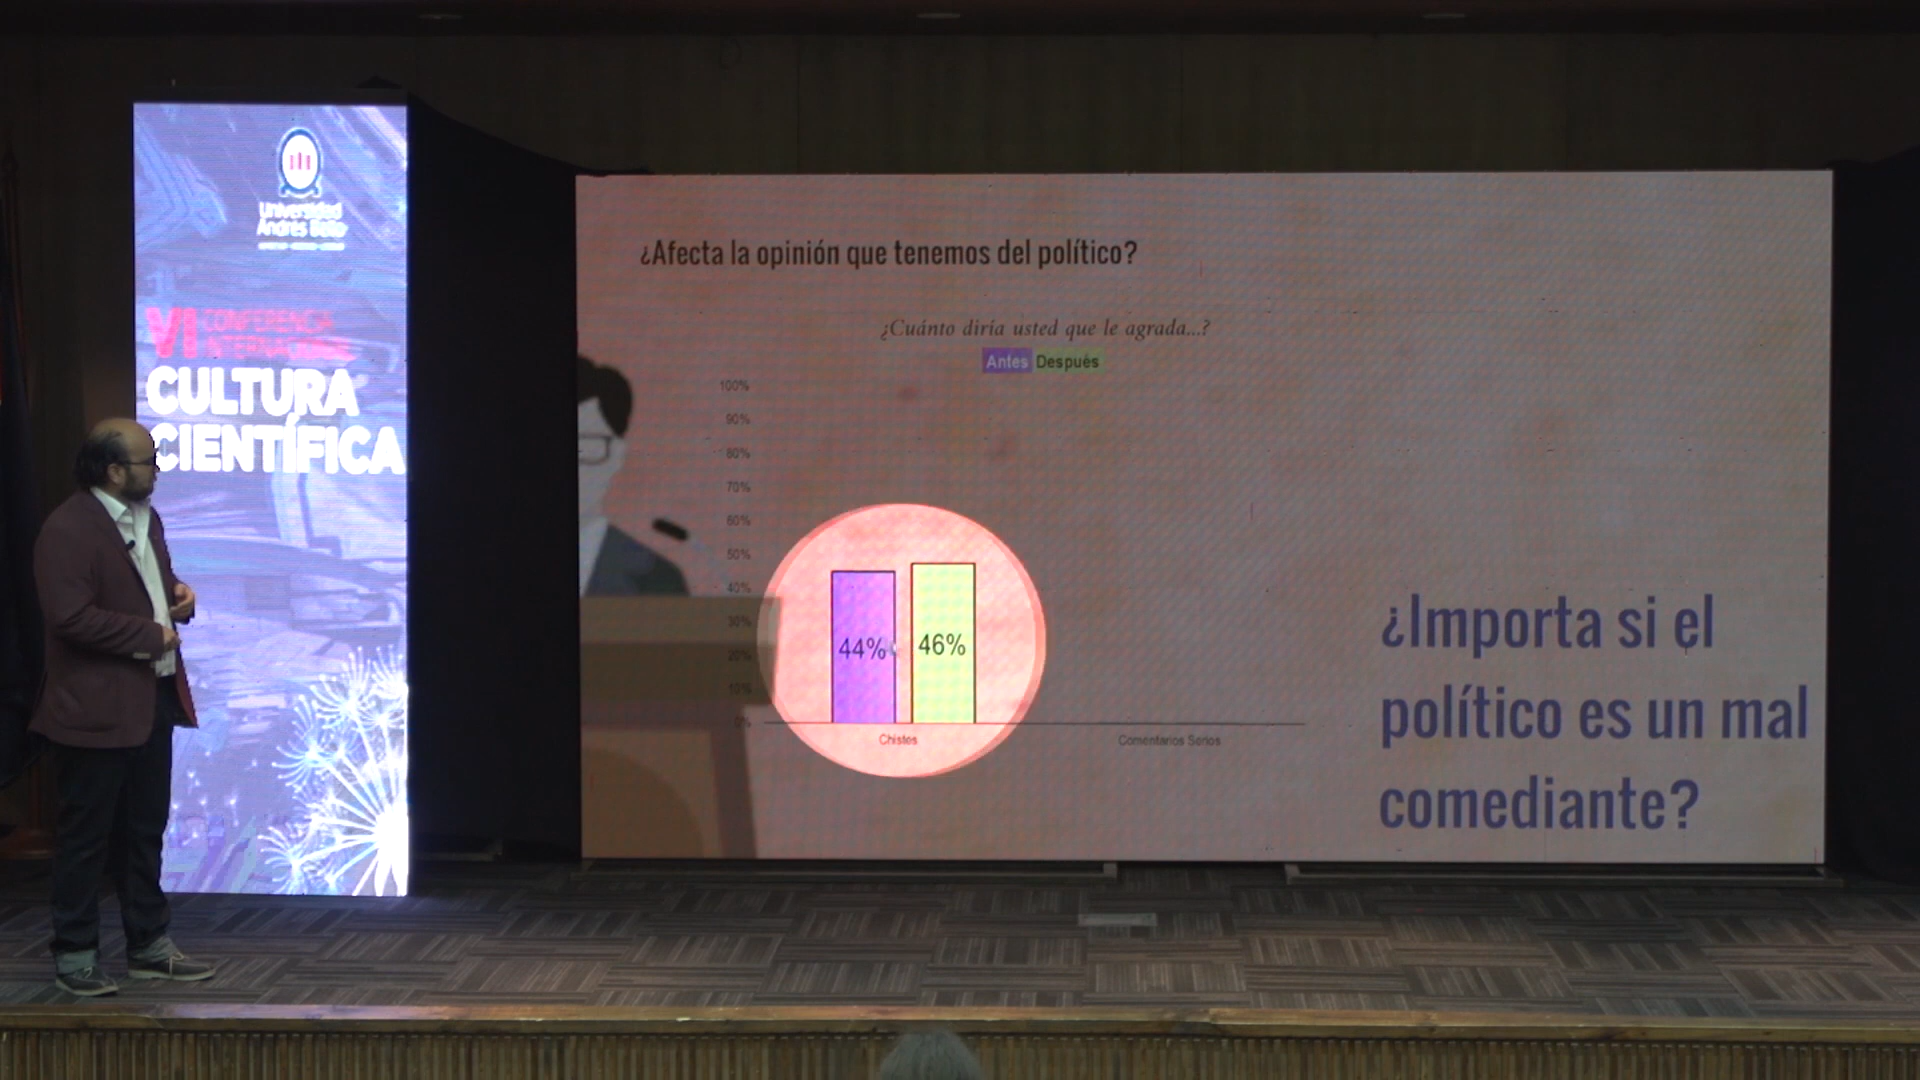 Universidad
Andrés Bello
VI CONFERENCIA
INTERNACIONAL
CULTURA
CIENTÍFICA
¿Afecta la opinión que tenemos del político?
¿Cuánto diría usted que le agrada...?
Antes Después
100%
90%
80%
70%
60%
50%
40%
30%
20%
10%
0%
44% 46%
Chistes Comentarios Serios
¿Importa si el
político es un mal
comediante?